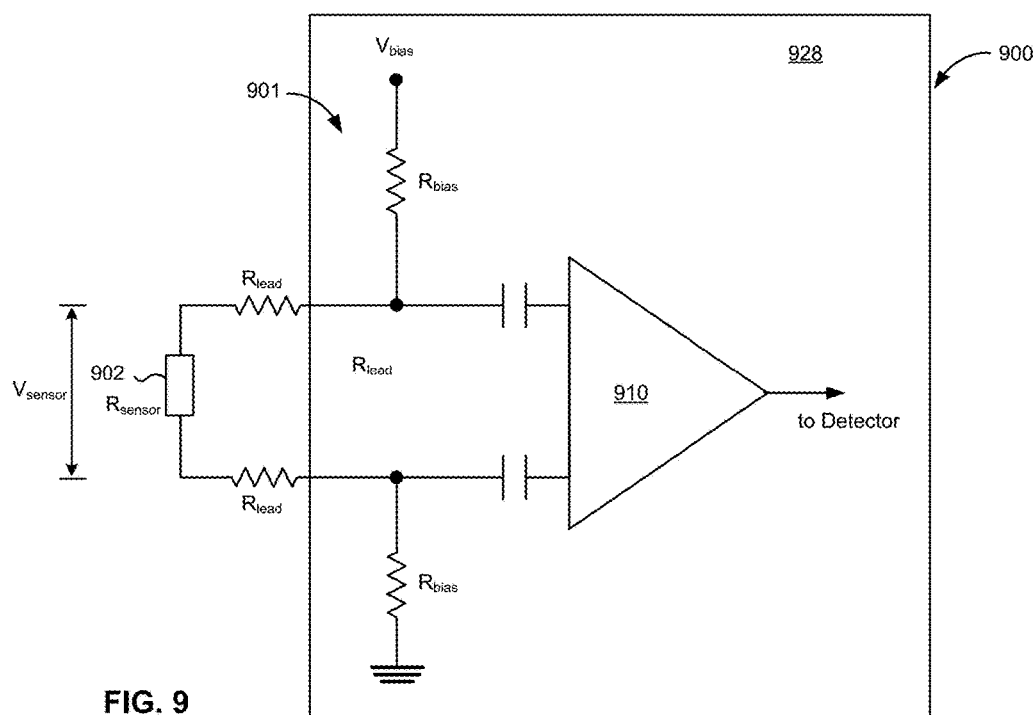 V_bias
928
900
901
R_bias
R_lead
R_lead
902
V_sensor
R_sensor
910
to Detector
R_lead
R_bias
FIG. 9